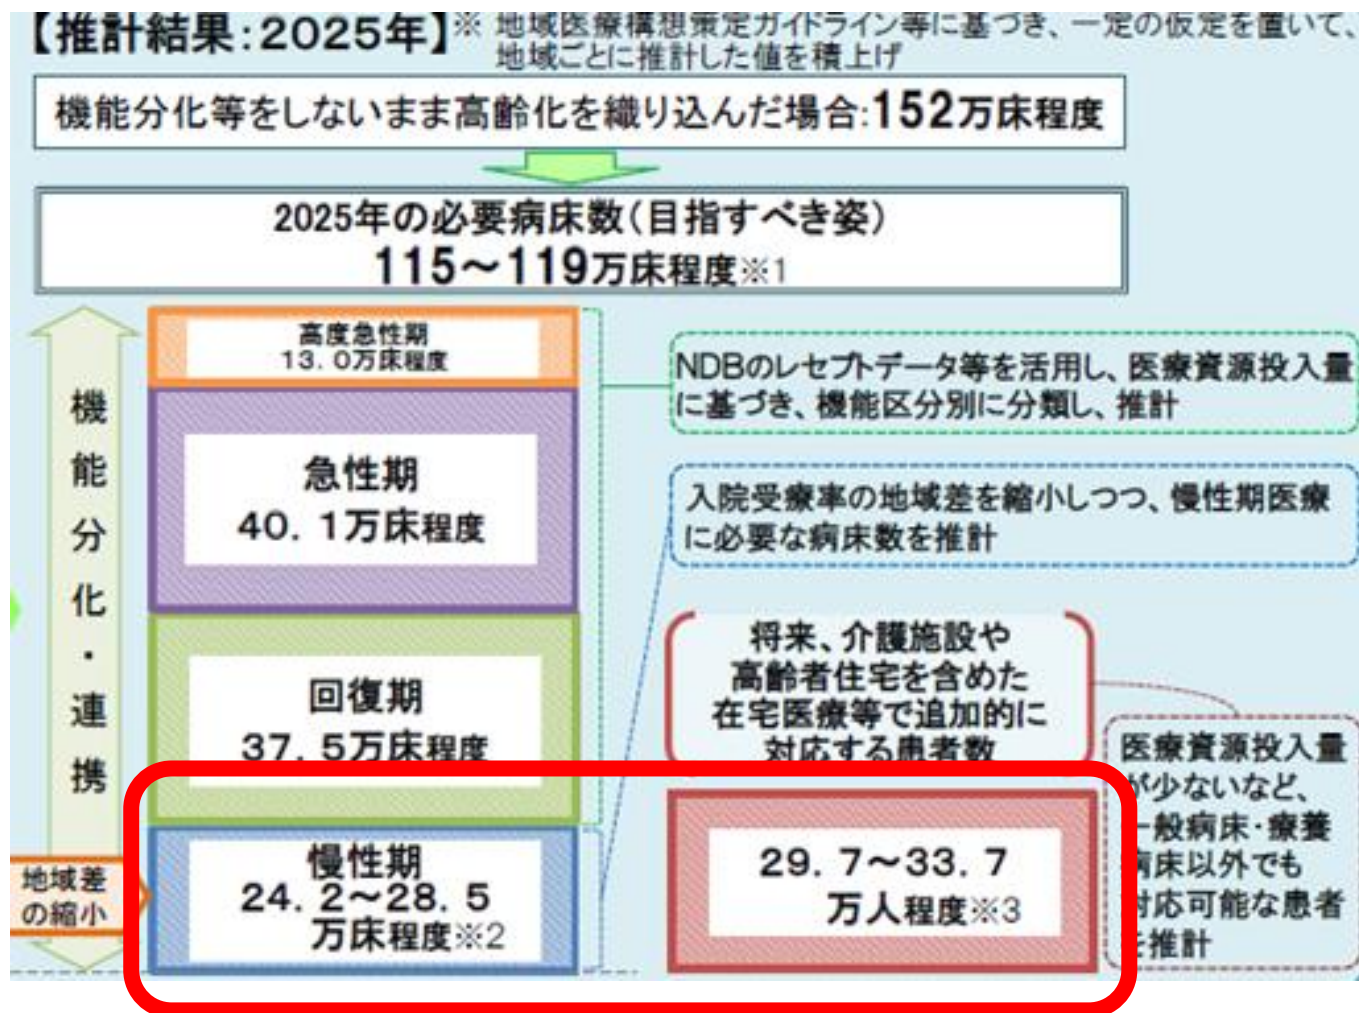 【推計結果：2025年】※ 地域医療構想策定ガイドライン等に基づき、一定の仮定を置いて、
地域ごとに推計した値を積上げ
機能分化等をしないまま高齢化を織り込んだ場合:152万床程度
2025年の必要病床数(目指すべき姿)
115～119万床程度※1
機能分化・連携
地域差
の縮小
高度急性期
13．0万床程度
急性期
40．1万床程度
回復期
37．5万床程度
慢性期
24．2～28．5
万床程度※2
NDBのレセプトデータ等を活用し、医療資源投入量
に基づき、機能区分別に分類し、推計
入院受療率の地域差を縮小しつつ、慢性期医療
に必要な病床数を推計
将来、介護施設や
高齢者住宅を含めた
在宅医療等で追加的に
対応する患者数
29．7～33．7
万人程度※3
医療資源投入量
が少ないなど、
一般病床・療養
病床以外でも
対応可能な患者
を推計